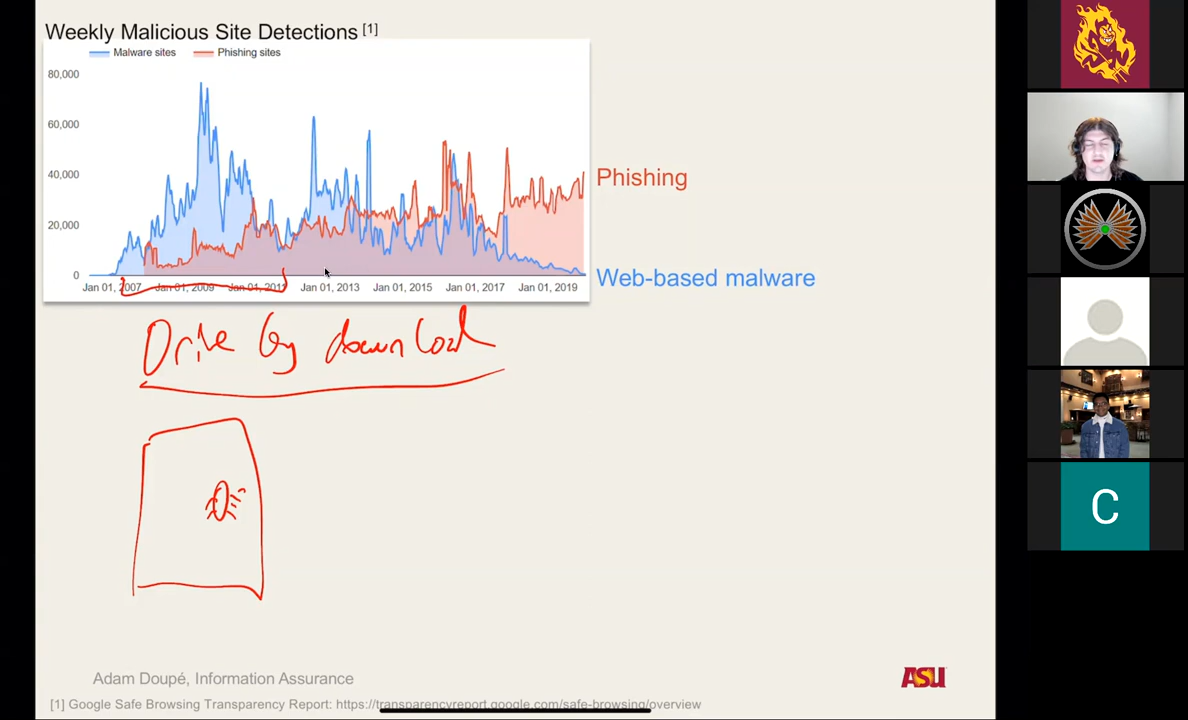 Weekly Malicious Site Detections [1]
Malware sites Phishing sites
80,000
60,000
40,000
20,000
0
Jan 01, 2007 Jan 01, 2009 Jan 01, 2011 Jan 01, 2013 Jan 01, 2015 Jan 01, 2017 Jan 01, 2019
Phishing
Web-based malware
Drive by download
Adam Doupé, Information Assurance
ASU
[1] Google Safe Browsing Transparency Report: https://transparencyreport.google.com/safe-browsing/overview
C